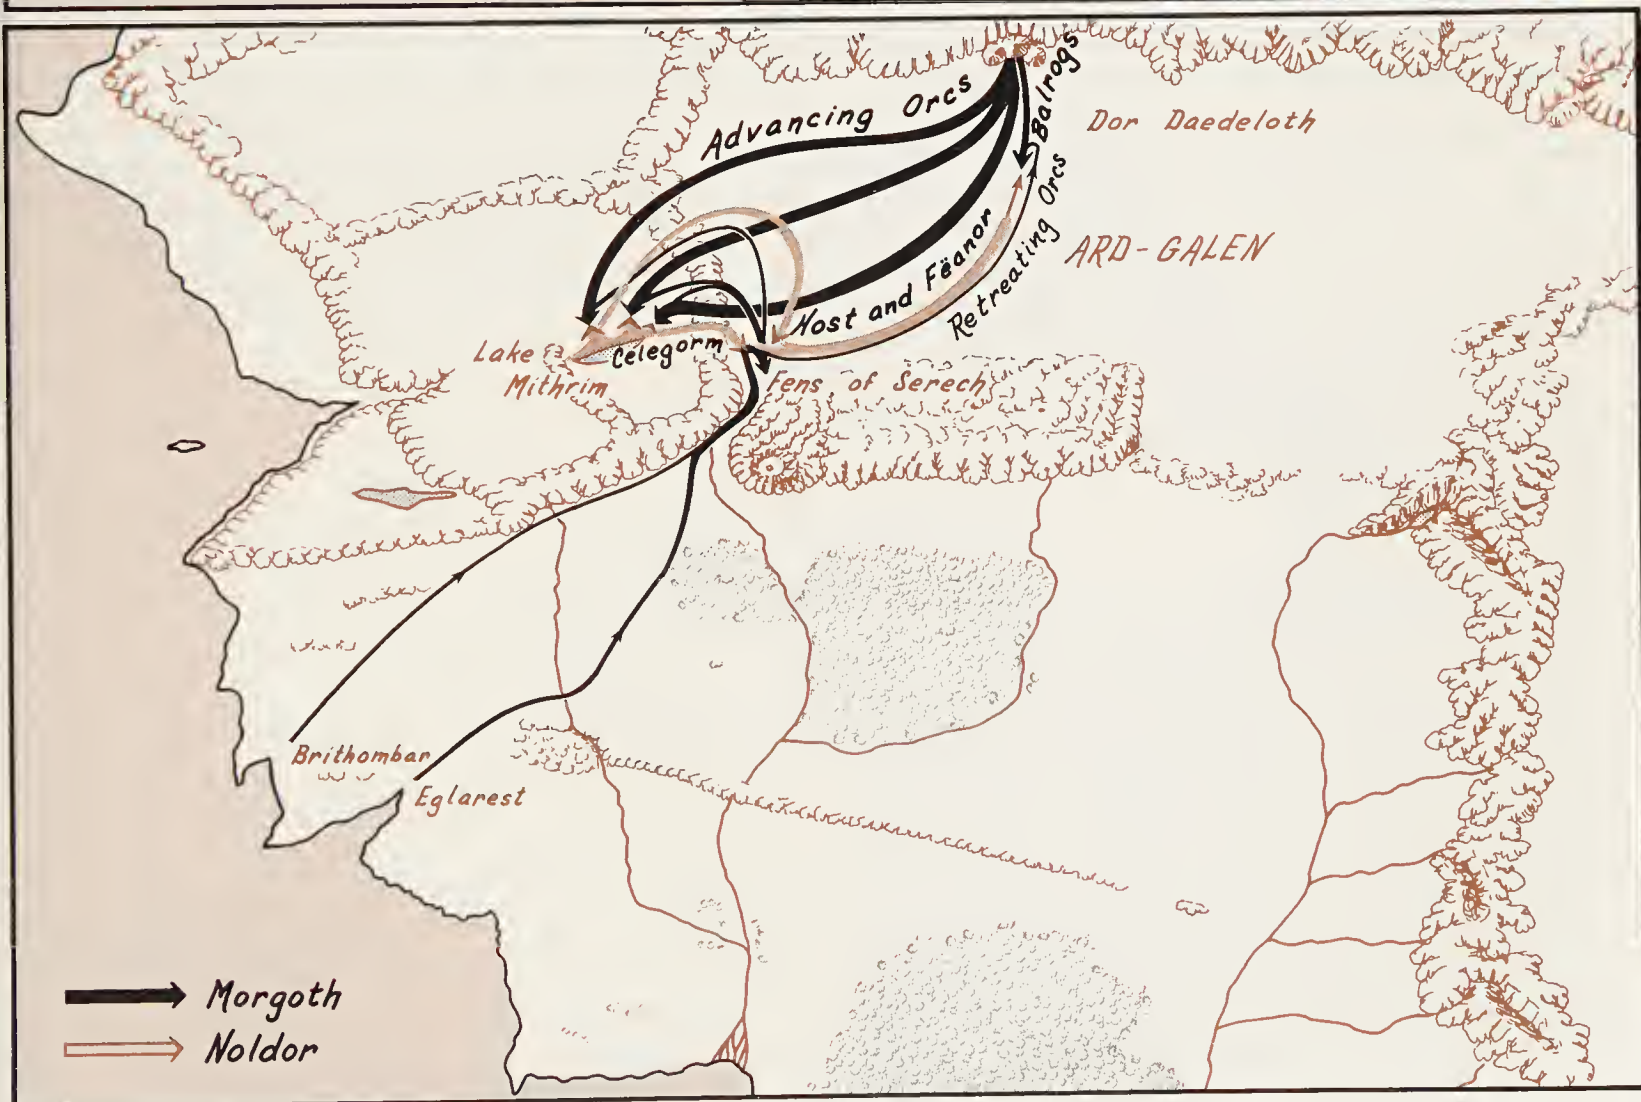 Advancing Orcs
Balrogs
Dor Daedeloth
ARD-GALEN
Host and Fëanor
Retreating Orcs
Lake
Mithrim
Celegorm
Fens of Serech
Brithombar
Eglarest
Morgoth
Noldor